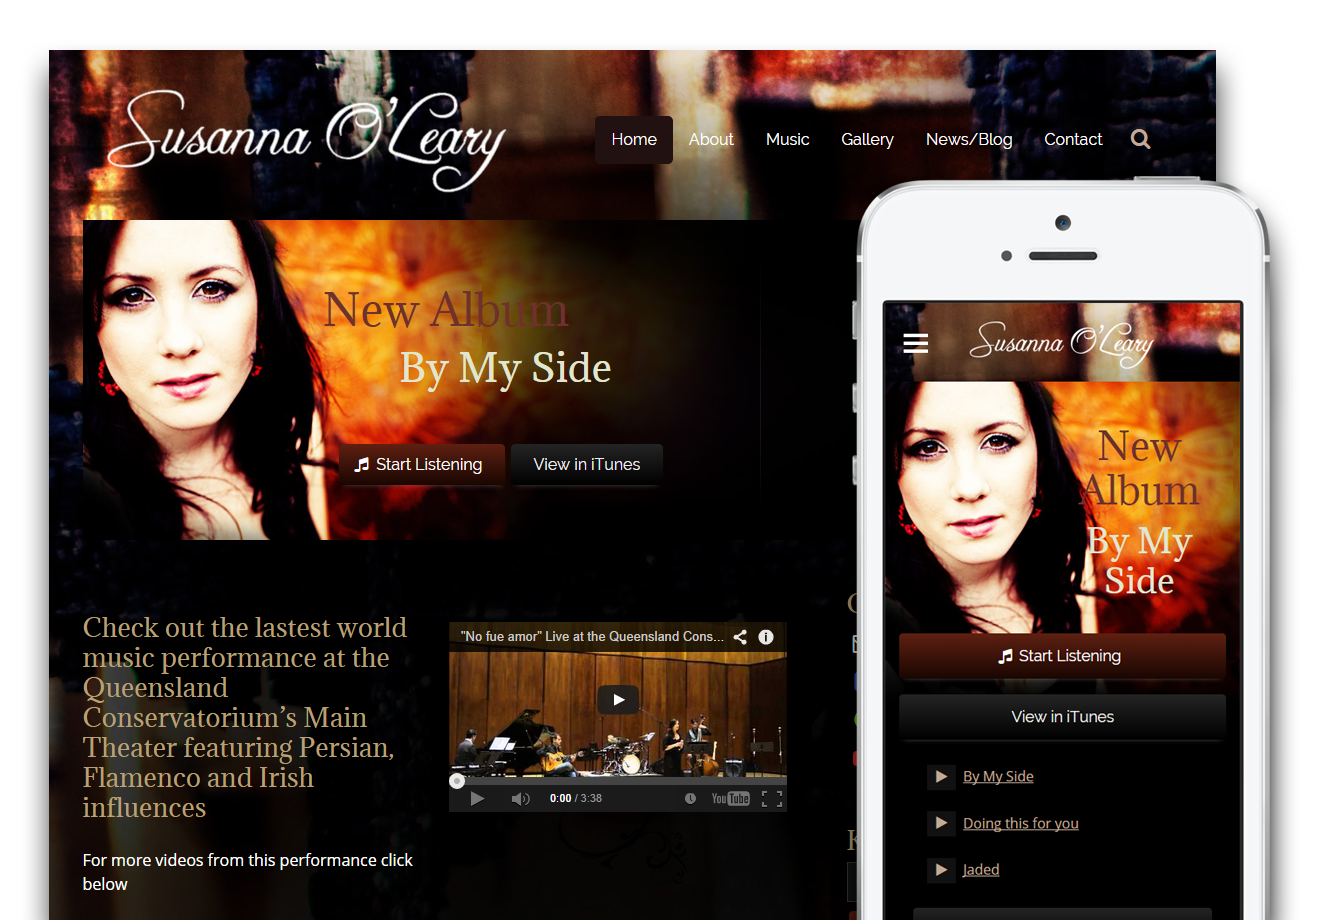 Susanna O'Leary
Home About Music Gallery News/Blog Contact
New Album
By My Side
Start Listening View in iTunes
Check out the lastest world
music performance at the
Queensland
Conservatorium’s Main
Theater featuring Persian,
Flamenco and Irish
influences
For more videos from this performance click
below
"No fue amor" Live at the Queensland Cons...
0:00 / 3:38
YouTube
Susanna O'Leary
New
Album
By My
Side
Start Listening
View in iTunes
By My Side
Doing this for you
Jaded